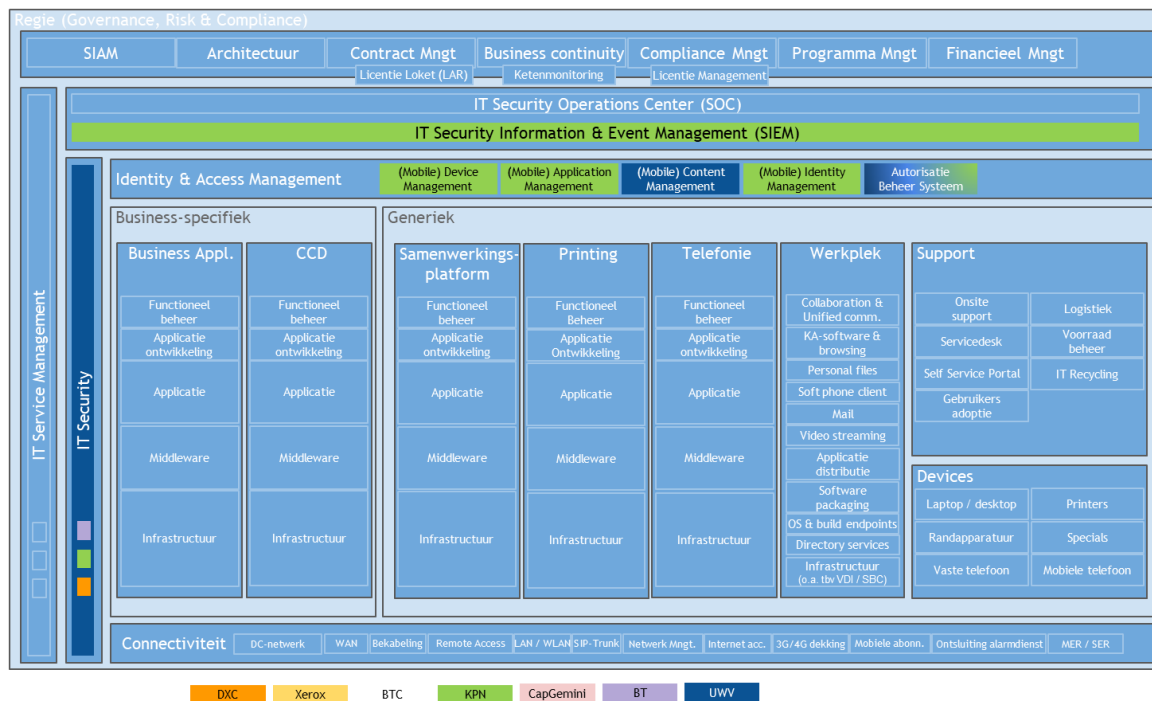 Regie (Governance, Risk & Compliance)
SIAM
Architectuur
Contract Mngt
Business continuity
Compliance Mngt
Programma Mngt
Financieel Mngt
Licentie Loket (LAR)
Ketenmonitoring
Licentie Management
IT Service Management
IT Security Operations Center (SOC)
IT Security Information & Event Management (SIEM)
IT Security
Identity & Access Management
(Mobile) Device
Management
(Mobile) Application
Management
(Mobile) Content
Management
(Mobile) Identity
Management
Autorisatie
Beheer Systeem
Business-specifiek
Business Appl.
Functioneel
beheer
Applicatie
ontwikkeling
Applicatie
Middleware
Infrastructuur
CCD
Functioneel
beheer
Applicatie
ontwikkeling
Applicatie
Middleware
Infrastructuur
Generiek
Samenwerkings-
platform
Functioneel
beheer
Applicatie
ontwikkeling
Applicatie
Middleware
Infrastructuur
Printing
Functioneel
Beheer
Applicatie
Ontwikkeling
Applicatie
Middleware
Infrastructuur
Telefonie
Functioneel
beheer
Applicatie
ontwikkeling
Applicatie
Middleware
Infrastructuur
Werkplek
Collaboration &
Unified comm.
KA-software &
browsing
Personal files
Soft phone client
Mail
Video streaming
Applicatie
distributie
Software
packaging
OS & build endpoints
Directory services
Infrastructuur
(o.a. tbv VDI / SBC)
Support
Onsite
support
Logistiek
Servicedesk
Voorraad
beheer
Self Service Portal
IT Recycling
Gebruikers
adoptie
Devices
Laptop / desktop
Printers
Randapparatuur
Specials
Vaste telefoon
Mobiele telefoon
Connectiviteit
DC-netwerk
WAN
Bekabeling
Remote Access
LAN / WLAN
SIP-Trunk
Netwerk Mngt.
Internet acc.
3G/4G dekking
Mobiele abonn.
Ontsluiting alarmdienst
MER / SER
DXC
Xerox
BTC
KPN
CapGemini
BT
UWV